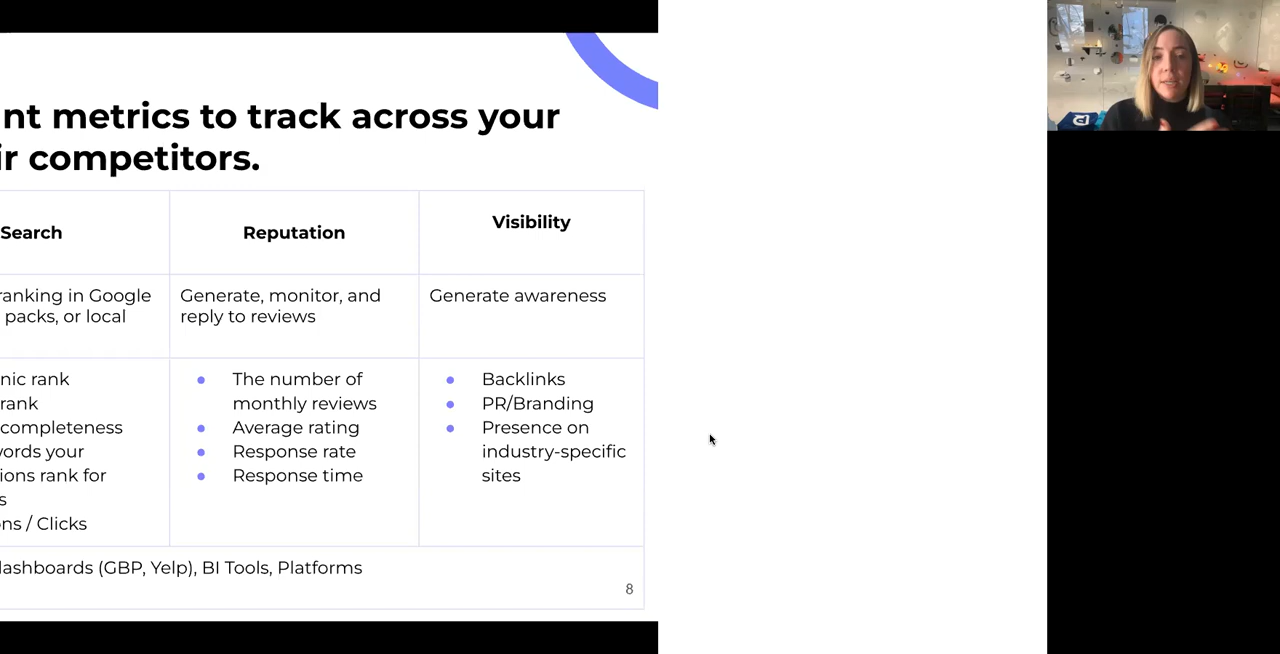 nt metrics to track across your
ir competitors.
Search
Reputation
Visibility
ranking in Google
packs, or local
Generate, monitor, and
reply to reviews
Generate awareness
nic rank
rank
completeness
vords your
ions rank for
s
ons / Clicks
The number of
monthly reviews
Average rating
Response rate
Response time
Backlinks
PR/Branding
Presence on
industry-specific
sites
lashboards (GBP, Yelp), BI Tools, Platforms
8